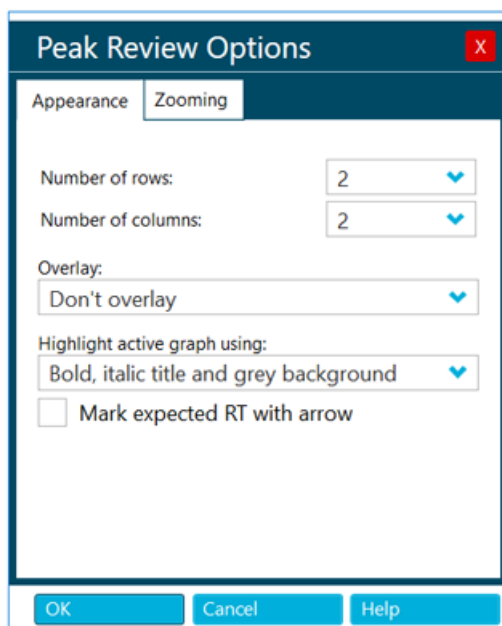 Peak Review Options X
Appearance Zooming
Number of rows: 2
Number of columns: 2
Overlay:
Don't overlay
Highlight active graph using:
Bold, italic title and grey background
Mark expected RT with arrow
OK Cancel Help